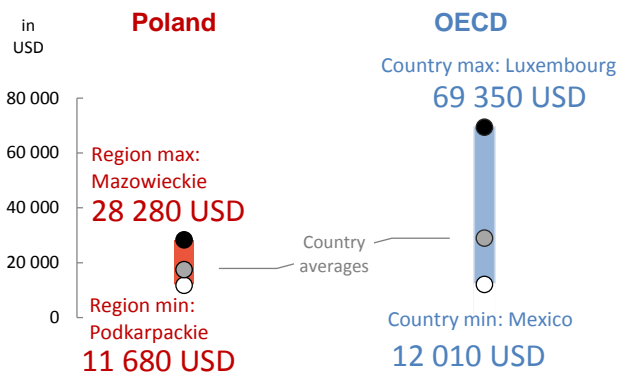 in
USD
Poland
OECD
Country max: Luxembourg
69 350 USD
80 000
60 000
40 000
20 000
0
Region max:
Mazowieckie
28 280 USD
Country
averages
Region min:
Podkarpackie
11 680 USD
Country min: Mexico
12 010 USD